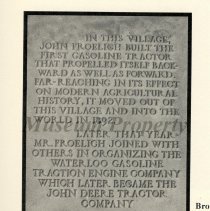 IN THIS VILLAGE,
JOHN FROELICH BUILT THE
FIRST GASOLINE TRACTOR
THAT PROPELLED ITSELF BACK-
WARD AS WELL AS FORWARD.
FAR-REACHING IN ITS EFFECT
ON MODERN AGRICULTURAL
HISTORY, IT MOVED OUT OF
THIS VILLAGE AND INTO THE
WORLD IN 1892.
Museum Property
LATER THAT YEAR
MR. FROELICH JOINED WITH
OTHERS IN ORGANIZING THE
WATERLOO GASOLINE
TRACTION ENGINE COMPANY
WHICH LATER BECAME THE
JOHN DEERE TRACTOR
COMPANY
Bro